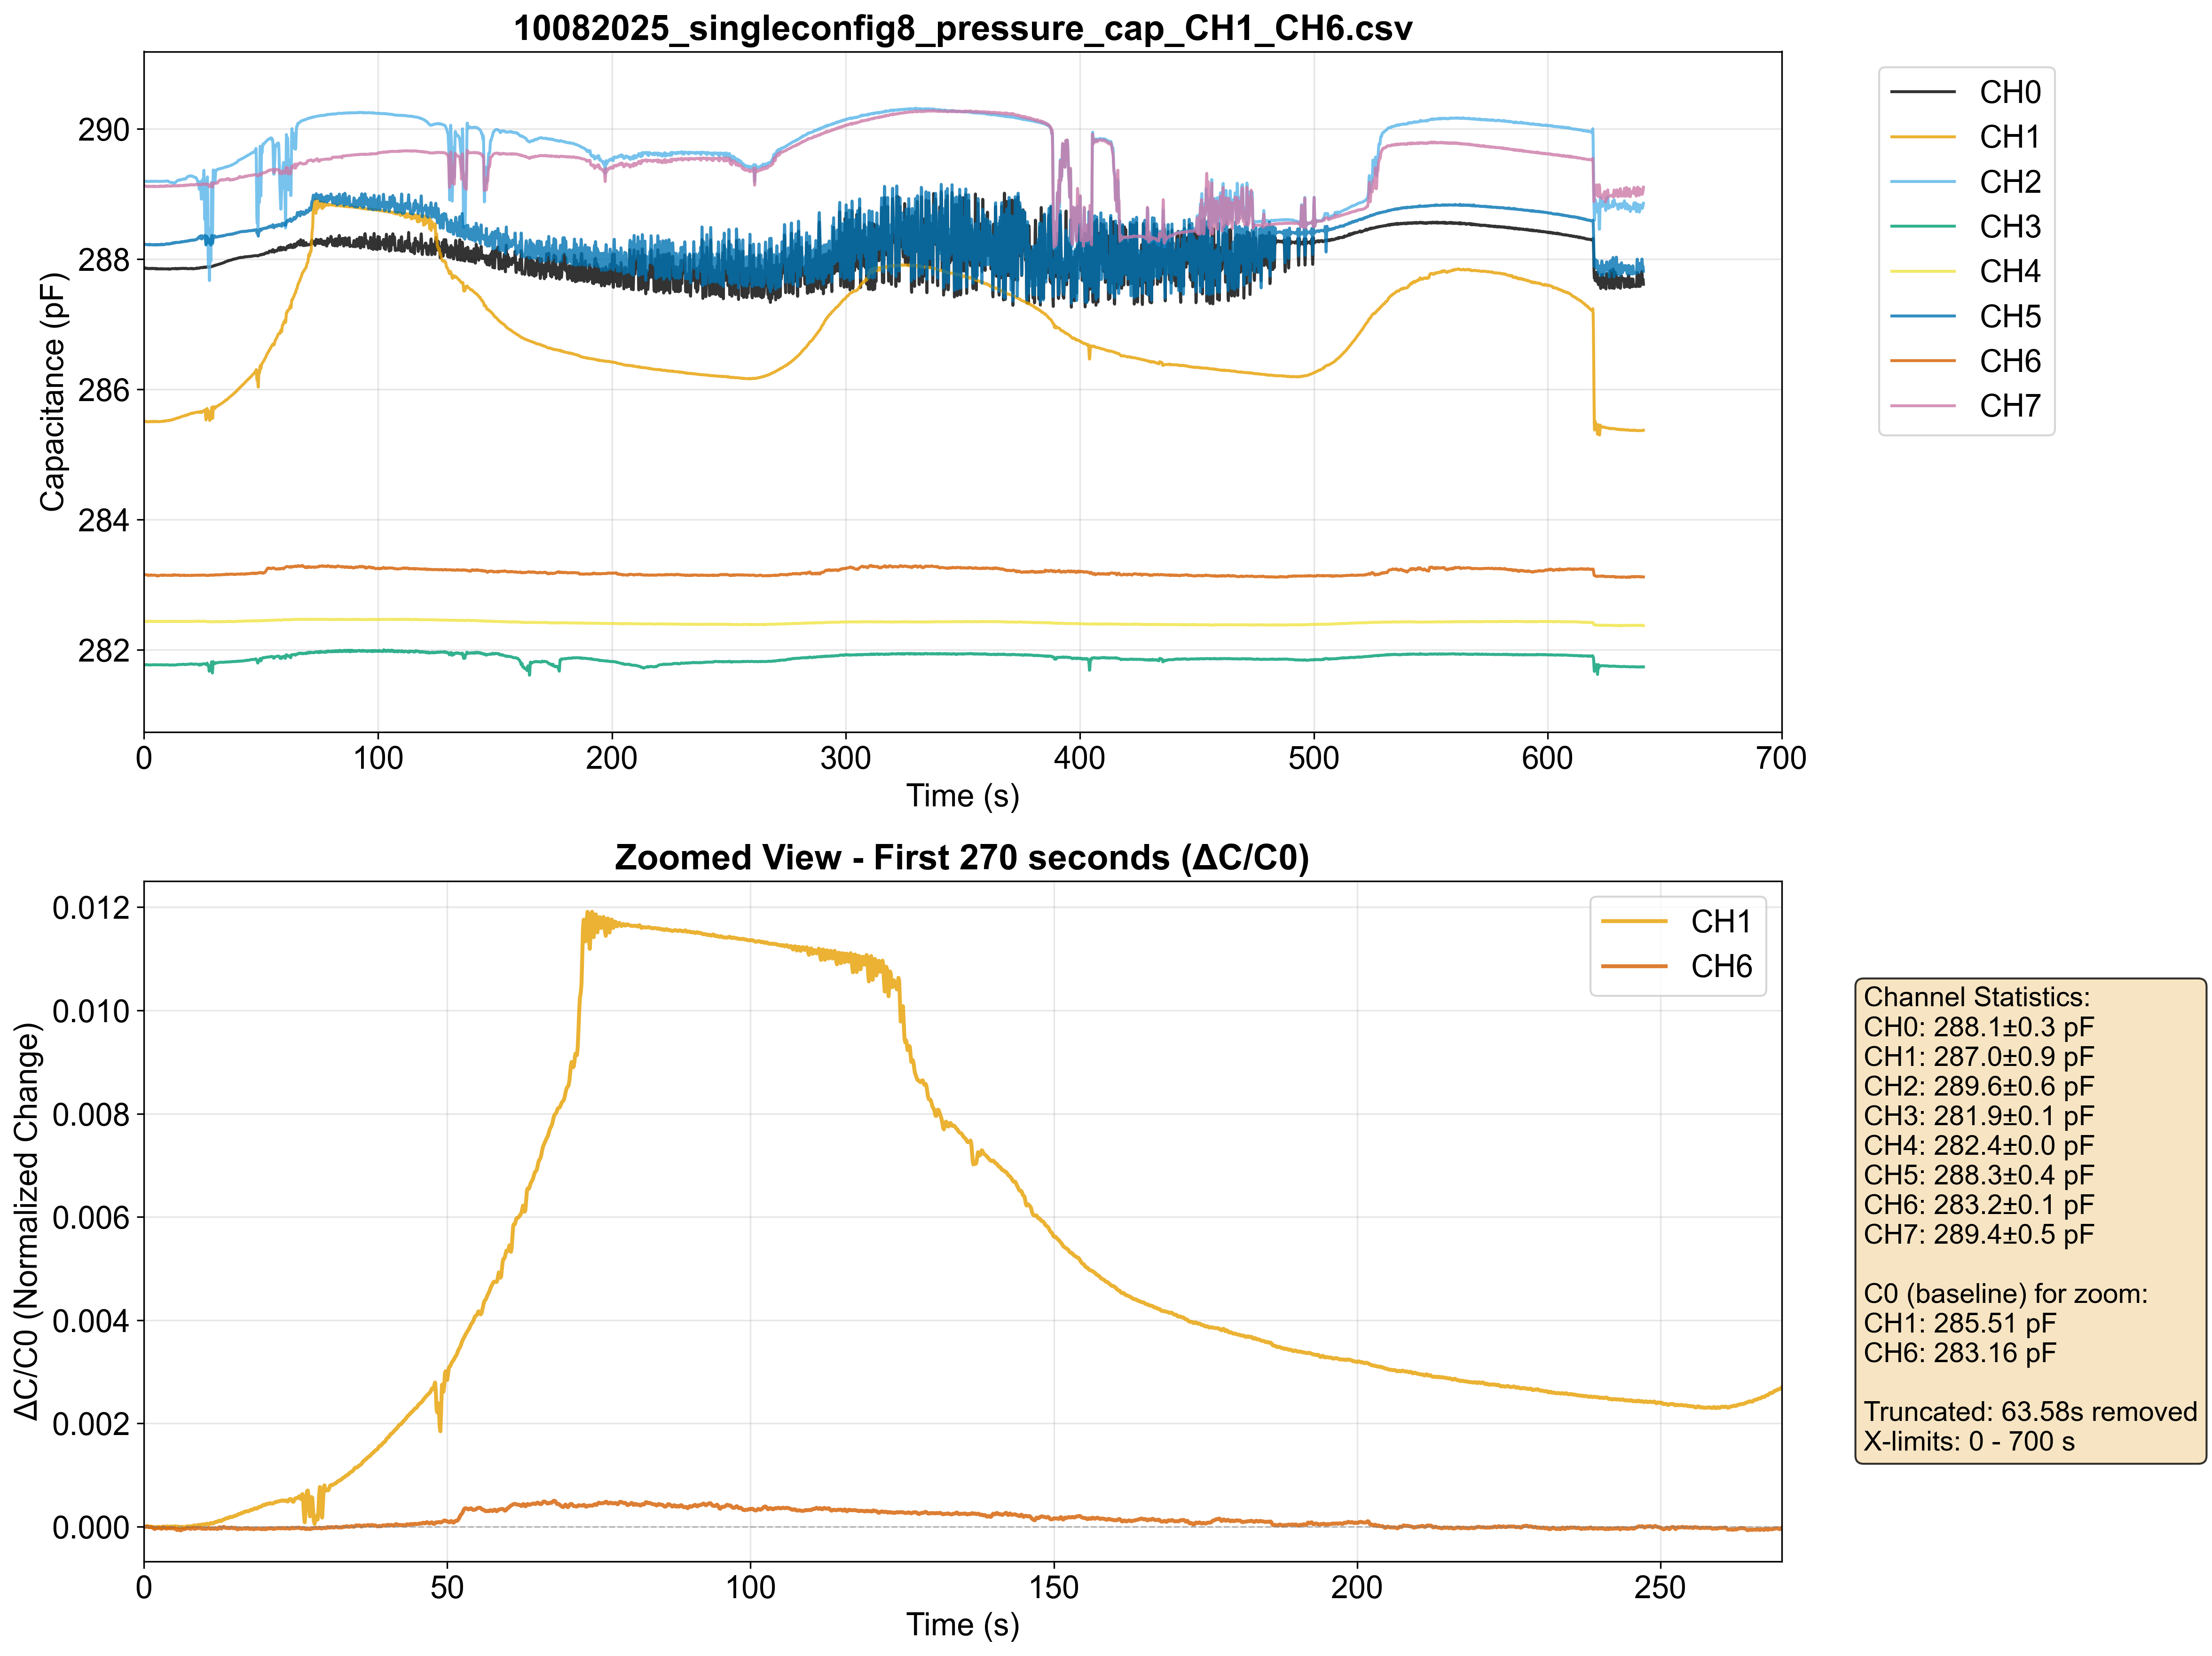 10082025_singleconfig8_pressure_cap_CH1_CH6.csv
Capacitance (pF)
290
288
286
284
282
0 100 200 300 400 500 600 700
Time (s)
CH0
CH1
CH2
CH3
CH4
CH5
CH6
CH7
Zoomed View - First 270 seconds (ΔC/C0)
ΔC/C0 (Normalized Change)
0.012
0.010
0.008
0.006
0.004
0.002
0.000
0 50 100 150 200 250
Time (s)
CH1
CH6
Channel Statistics:
CH0: 288.1±0.3 pF
CH1: 287.0±0.9 pF
CH2: 289.6±0.6 pF
CH3: 281.9±0.1 pF
CH4: 282.4±0.0 pF
CH5: 288.3±0.4 pF
CH6: 283.2±0.1 pF
CH7: 289.4±0.5 pF
C0 (baseline) for zoom:
CH1: 285.51 pF
CH6: 283.16 pF
Truncated: 63.58s removed
X-limits: 0 - 700 s